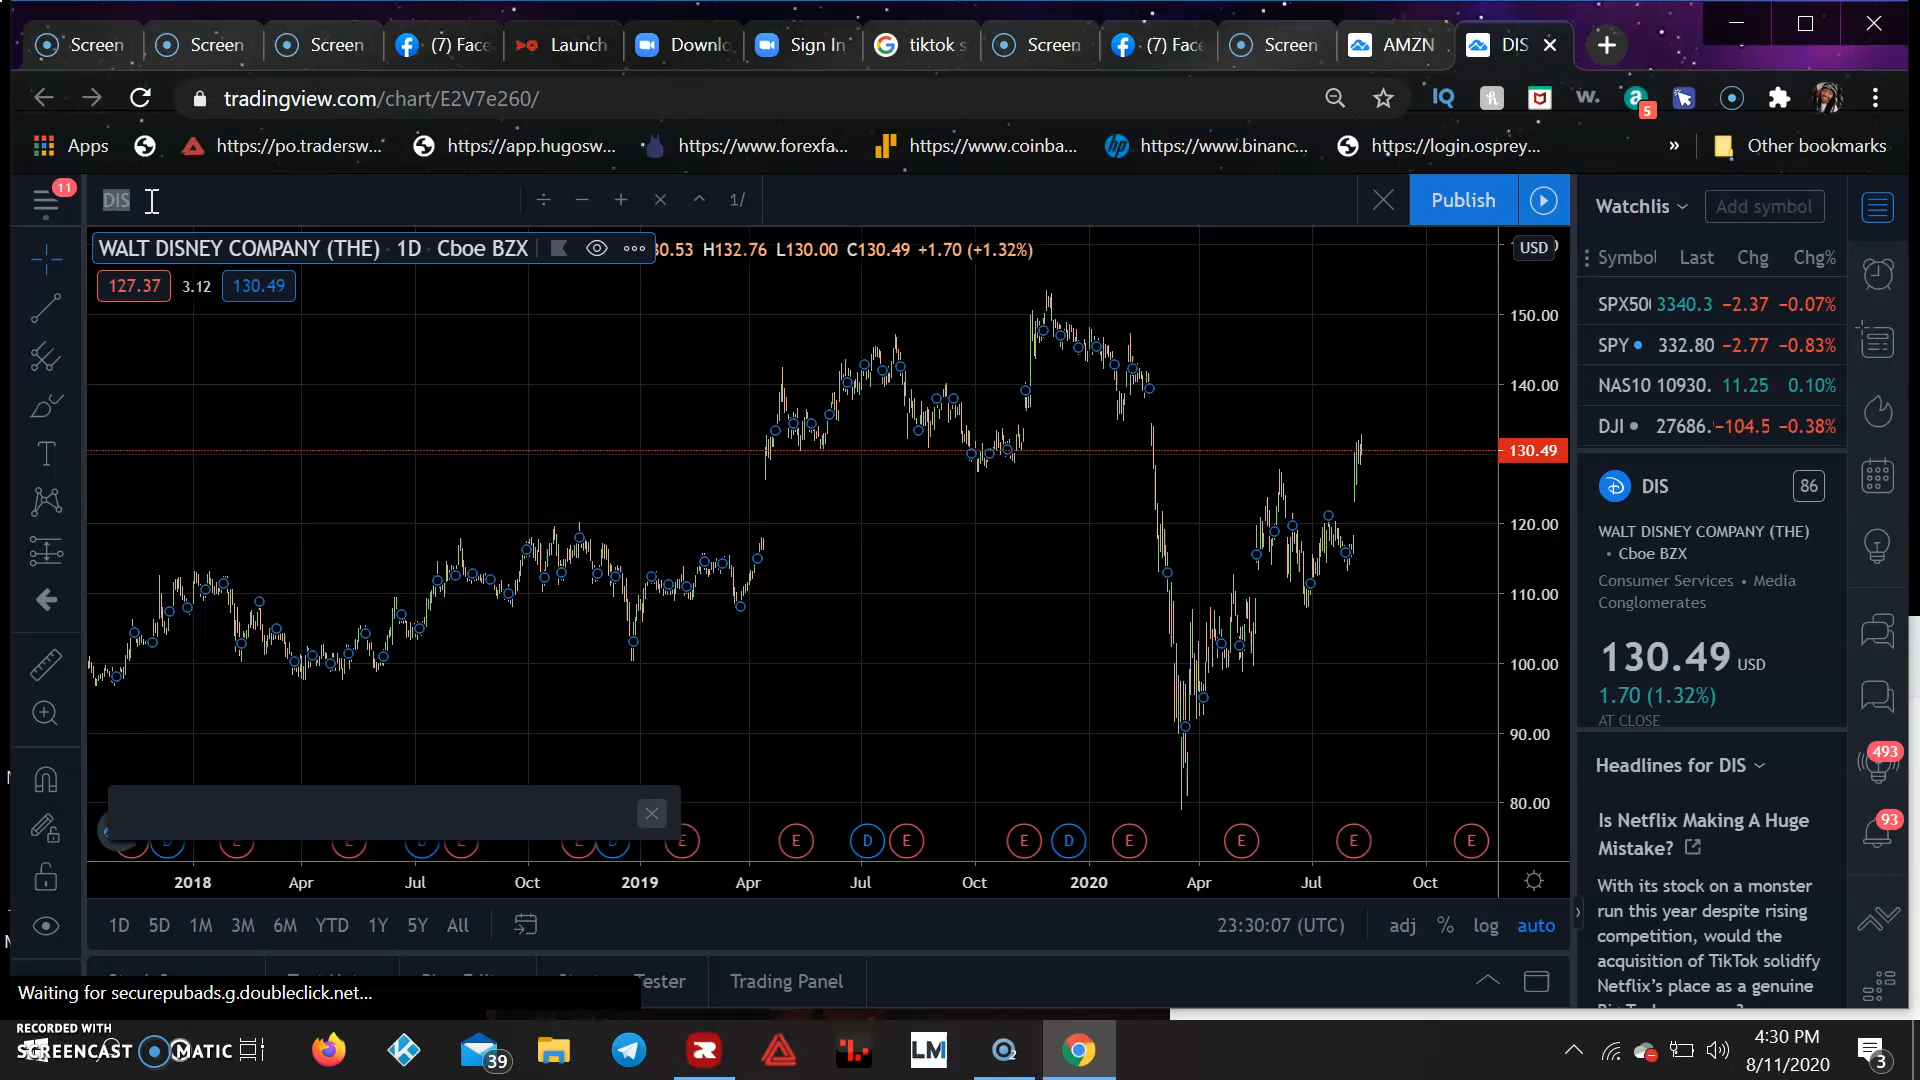 Screen
Screen
Screen
(7) Face
Launch
Downlo
Sign In
tiktok s
Screen
(7) Face
Screen
AMZN
DIS
tradingview.com/chart/E2V7e260/
IQ
h
w.
a
5
Apps
https://po.tradersw...
https://app.hugosw...
https://www.forexfa...
https://www.coinba...
https://www.binanc...
https://login.osprey...
»
Other bookmarks
11
DIS
÷ − + × ^ 1/
Publish
Watchlis
Add symbol
WALT DISNEY COMPANY (THE) · 1D · Cboe BZX
30.53 H132.76 L130.00 C130.49 +1.70 (+1.32%)
USD
127.37
3.12
130.49
Symbol Last Chg Chg%
SPX500 3340.3 −2.37 −0.07%
SPY 332.80 −2.77 −0.83%
NAS10 10930. 11.25 0.10%
DJI 27686. −104.5 −0.38%
150.00
140.00
130.49
120.00
110.00
100.00
90.00
80.00
DIS
86
WALT DISNEY COMPANY (THE)
• Cboe BZX
Consumer Services • Media
Conglomerates
130.49 USD
1.70 (1.32%)
AT CLOSE
493
93
Headlines for DIS
Is Netflix Making A Huge
Mistake?
With its stock on a monster
run this year despite rising
competition, would the
acquisition of TikTok solidify
Netflix's place as a genuine
E D E E D E E D E E D E E E E
2018 Apr Jul Oct 2019 Apr Jul Oct 2020 Apr Jul Oct
1D 5D 1M 3M 6M YTD 1Y 5Y All
23:30:07 (UTC)
adj % log auto
Tester
Trading Panel
Waiting for securepubads.g.doubleclick.net...
RECORDED WITH
SCREENCAST MATIC
39
LM
4:30 PM
8/11/2020
3